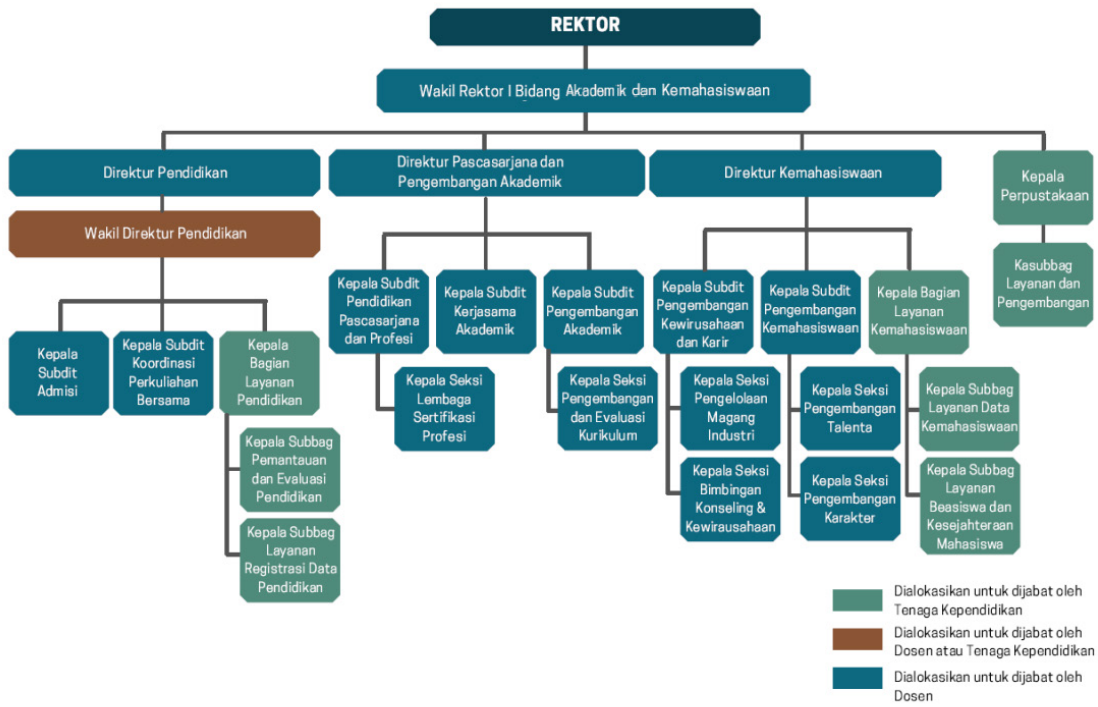 REKTOR
Wakil Rektor I Bidang Akademik dan Kemahasiswaan
Direktur Pendidikan
Direktur Pascasarjana dan
Pengembangan Akademik
Direktur Kemahasiswaan
Kepala
Perpustakaan
Wakil Direktur Pendidikan
Kasubbag
Layanan dan
Pengembangan
Kepala Subdit
Pendidikan
Pascasarjana
dan Profesi
Kepala Subdit
Kerjasama
Akademik
Kepala Subdit
Pengembangan
Akademik
Kepala Subdit
Pengembangan
Kewirusahaan
dan Karir
Kepala Subdit
Pengembangan
Kemahasiswaan
Kepala Bagian
Layanan
Kemahasiswaan
Kepala
Subdit
Admisi
Kepala Subdit
Koordinasi
Perkuliahan
Bersama
Kepala
Bagian
Layanan
Pendidikan
Kepala Seksi
Lembaga
Sertifikasi
Profesi
Kepala Seksi
Pengembangan
dan Evaluasi
Kurikulum
Kepala Seksi
Pengelolaan
Magang
Industri
Kepala Seksi
Pengembangan
Talenta
Kepala Subbag
Layanan Data
Kemahasiswaan
Kepala Subbag
Pemantauan
dan Evaluasi
Pendidikan
Kepala Seksi
Bimbingan
Konseling &
Kewirausahaan
Kepala Seksi
Pengembangan
Karakter
Kepala Subbag
Layanan
Beasiswa dan
Kesejahteraan
Mahasiswa
Kepala Subbag
Layanan
Registrasi Data
Pendidikan
Dialokasikan untuk dijabat oleh
Tenaga Kependidikan
Dialokasikan untuk dijabat oleh
Dosen atau Tenaga Kependidikan
Dialokasikan untuk dijabat oleh
Dosen